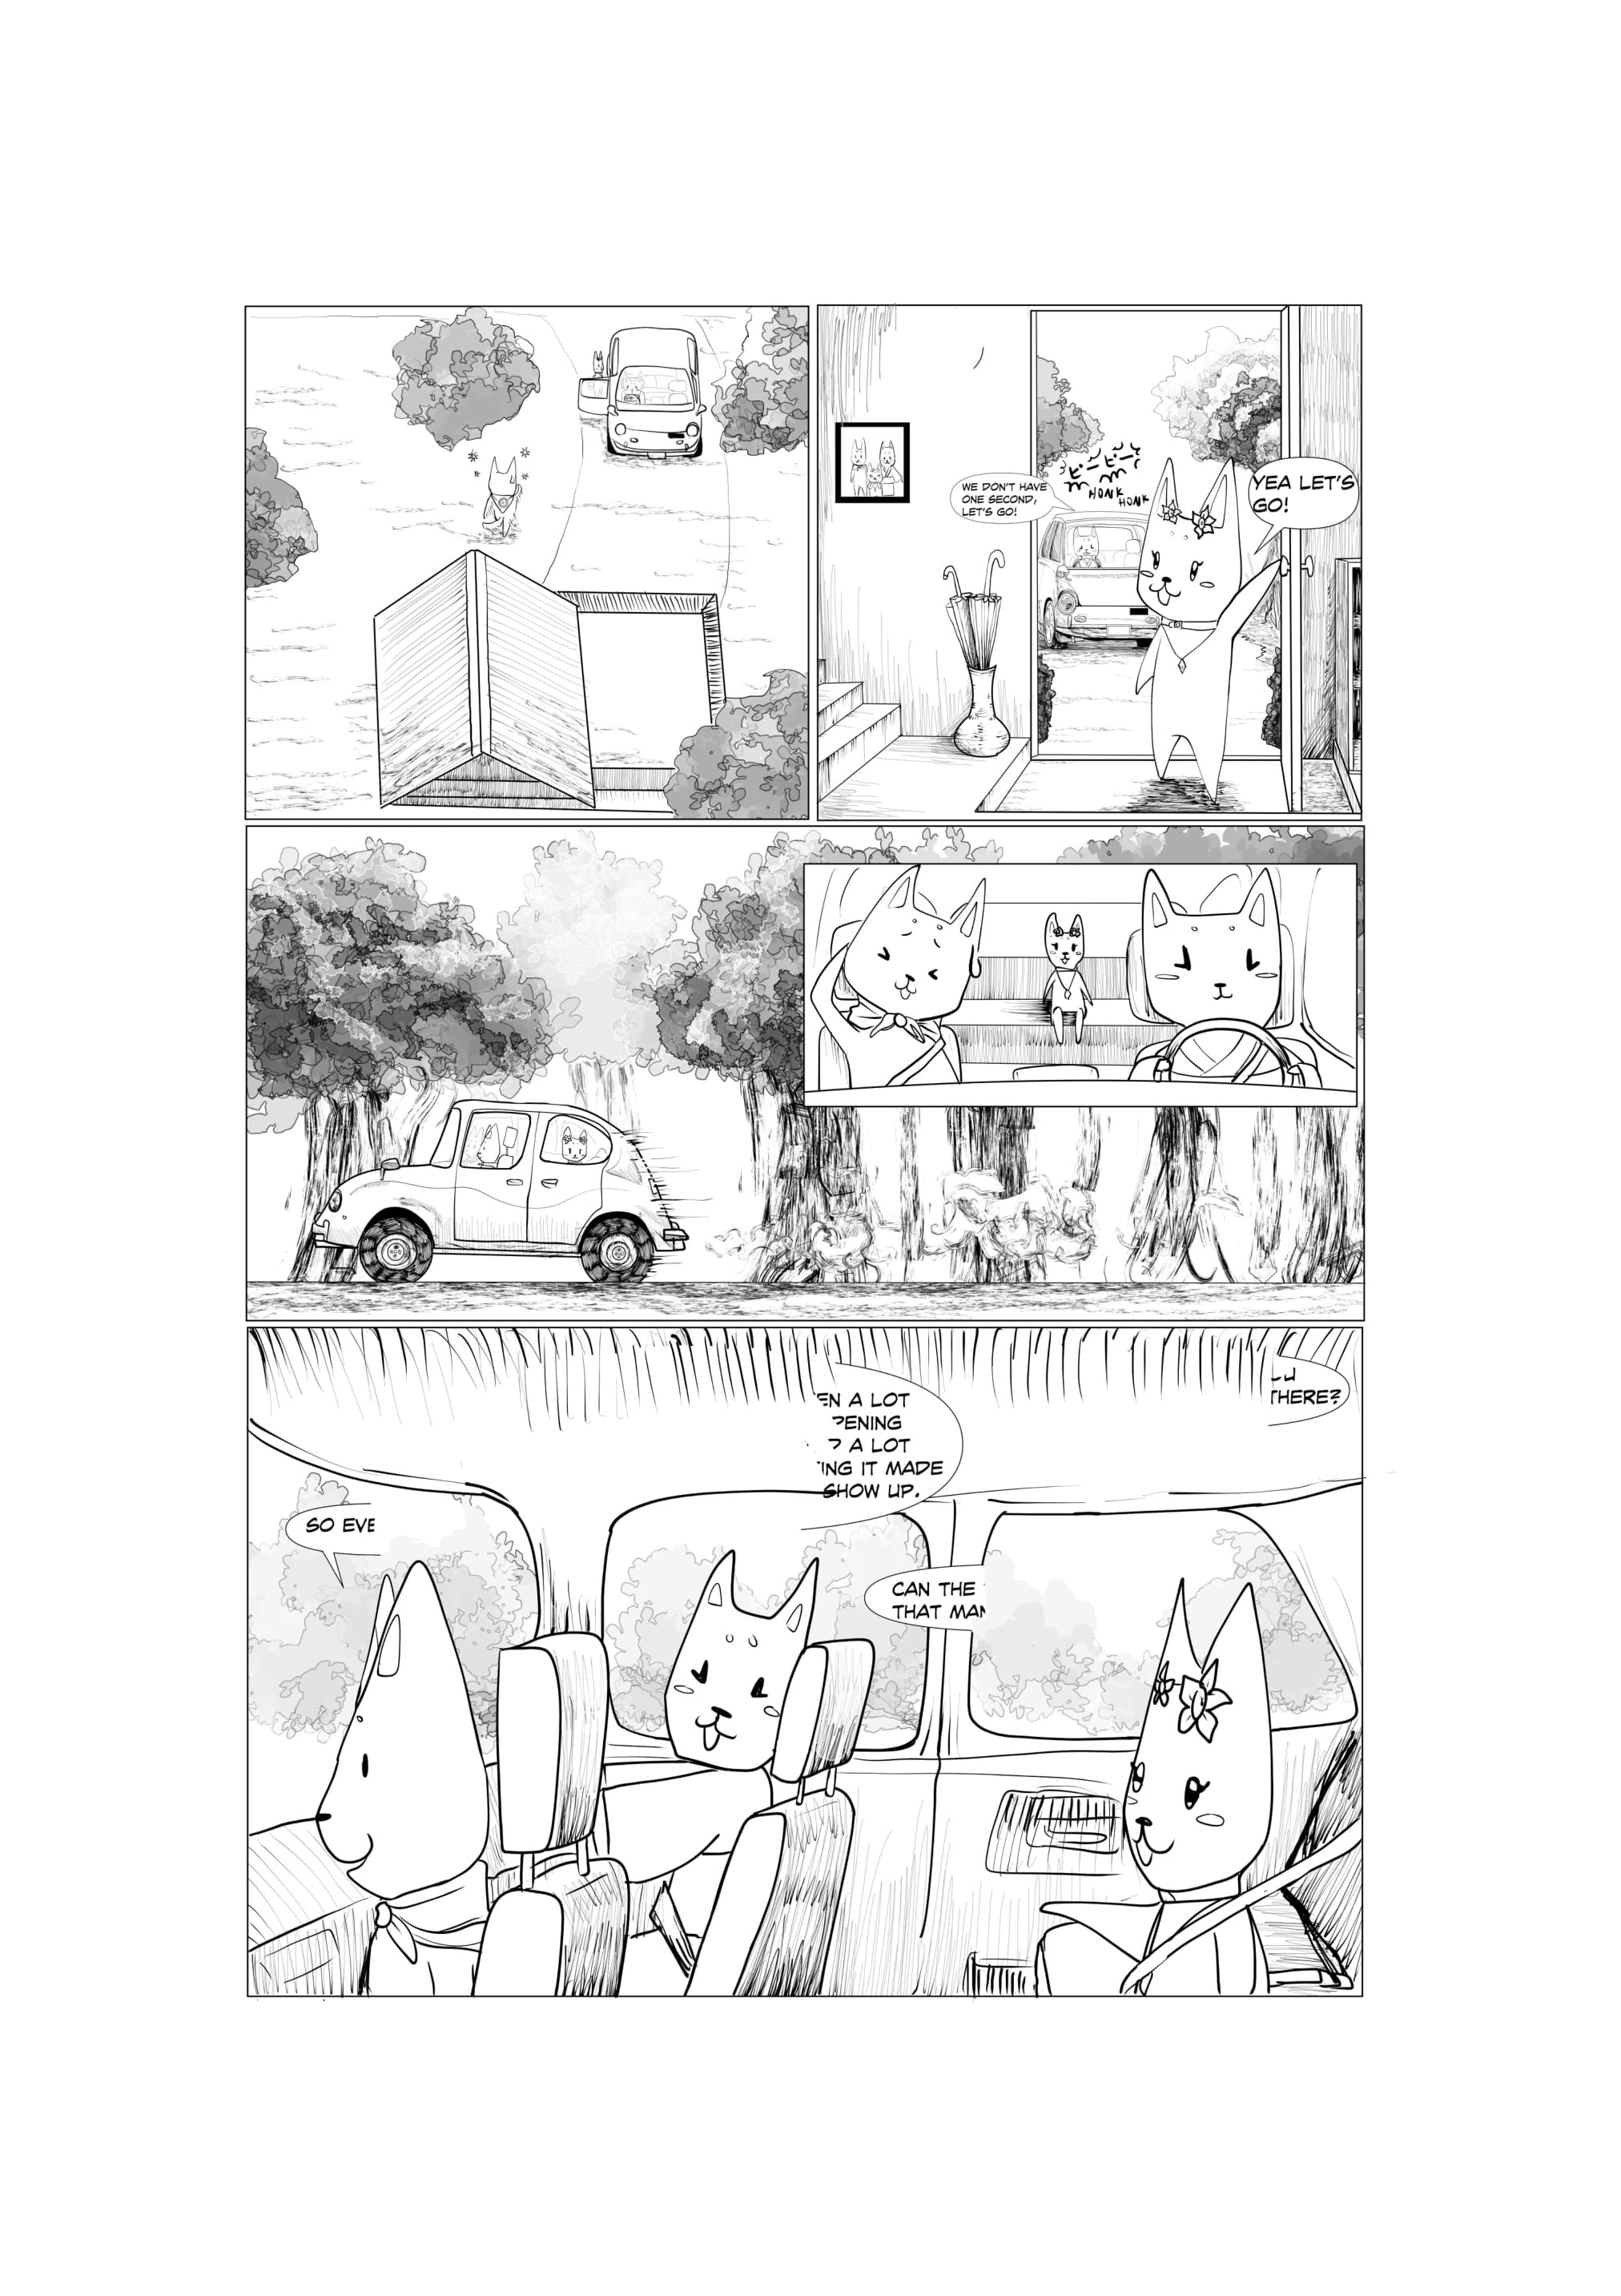 WE DON'T HAVE
ONE SECOND,
LET'S GO!
ピーピー
HONK
HONK
YEA LET'S
GO!
SO EVE
EN A LOT
PENING
A LOT
ING IT MADE
SHOW UP.
CAN THE
THAT MAN
THERE?